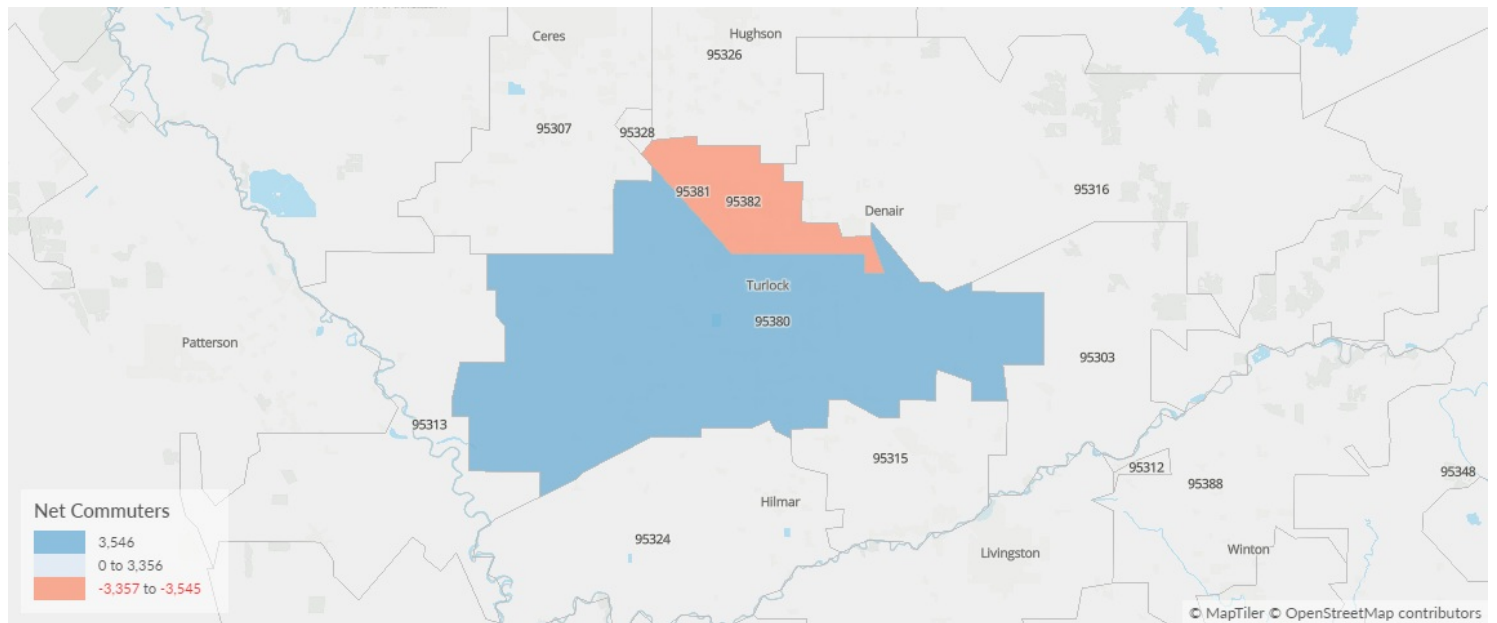 Ceres
Hughson
95326
95307
95328
95381
95382
95316
Denair
Turlock
95380
Patterson
95303
95313
95315
95312
95388
95348
Hilmar
95324
Livingston
Winton
Net Commuters
3,546
0 to 3,356
-3,357 to -3,545
© MapTiler © OpenStreetMap contributors